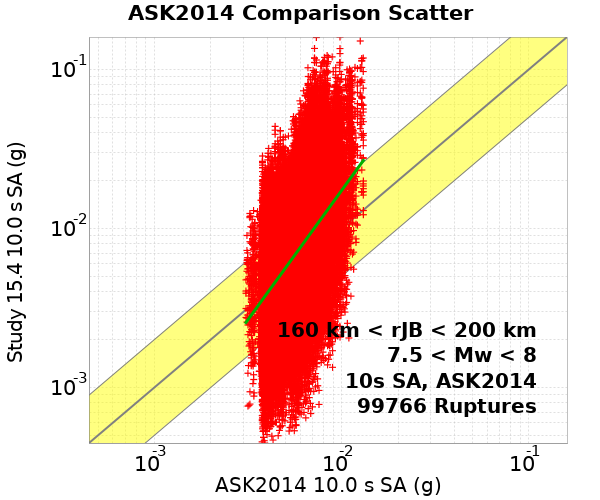 ASK2014 Comparison Scatter
Study 15.4 10.0 s SA (g)
10-1
10-2
10-3
160 km < rJB < 200 km
7.5 < Mw < 8
10s SA, ASK2014
99766 Ruptures
10-3 10-2 10-1
ASK2014 10.0 s SA (g)